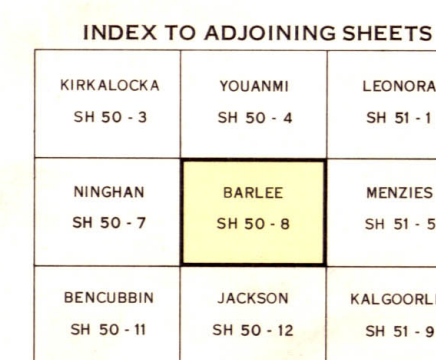 INDEX TO ADJOINING SHEETS
KIRKALOCKA YOUANMI LEONORA
SH 50 - 3 SH 50 - 4 SH 51 - 1
NINGHAN BARLEE MENZIES
SH 50 - 7 SH 50 - 8 SH 51 - 5
BENCUBBIN JACKSON
SH 50 - 11 SH 50 - 12 SH 51 - 9